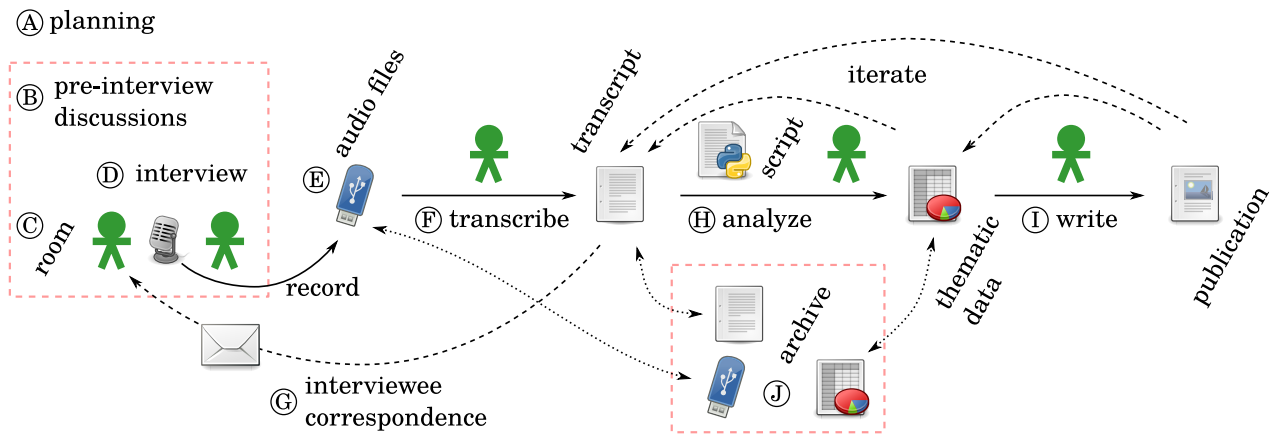 Ⓐ planning
Ⓑ pre-interview
discussions
Ⓓ interview
Ⓒ room
record
Ⓔ audio files
Ⓕ transcribe
transcript
Ⓖ interviewee
correspondence
iterate
script
Ⓗ analyze
thematic
data
Ⓘ write
publication
archive
Ⓙ